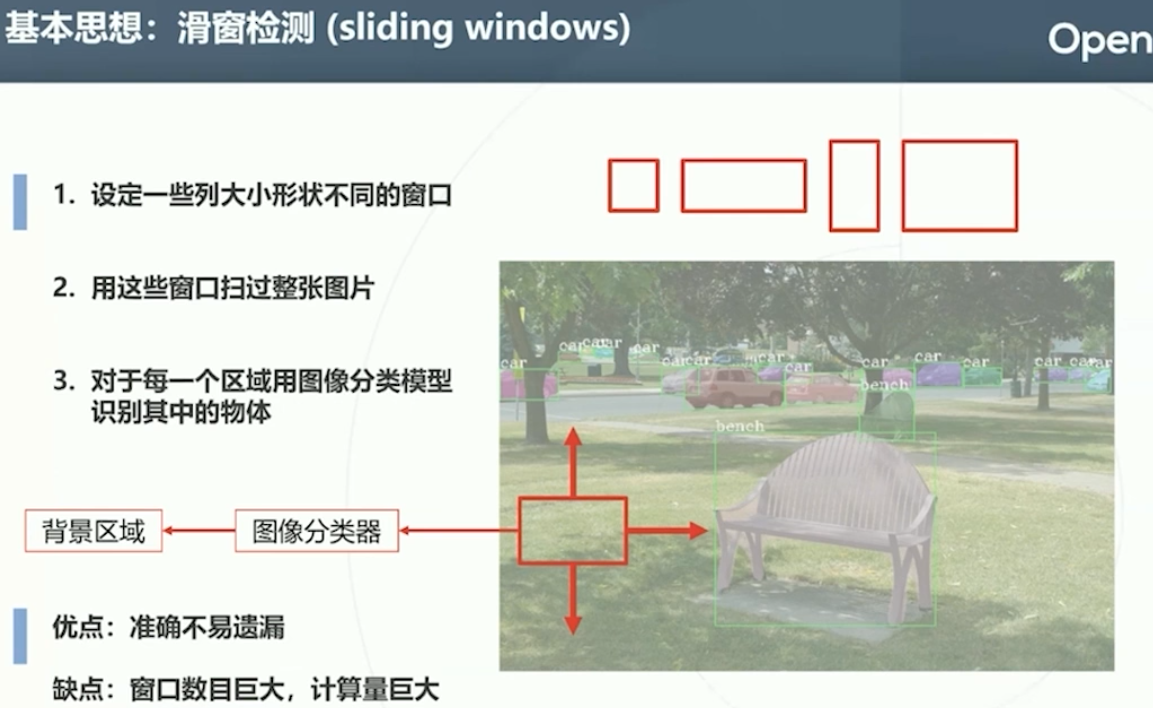 基本思想：滑窗检测 (sliding windows)
Open
1. 设定一些列大小形状不同的窗口
2. 用这些窗口扫过整张图片
3. 对于每一个区域用图像分类模型
识别其中的物体
car
car
car
car
car
car
car
car
car
car
car
car
car
car
bench
bench
背景区域
图像分类器
优点：准确不易遗漏
缺点：窗口数目巨大，计算量巨大